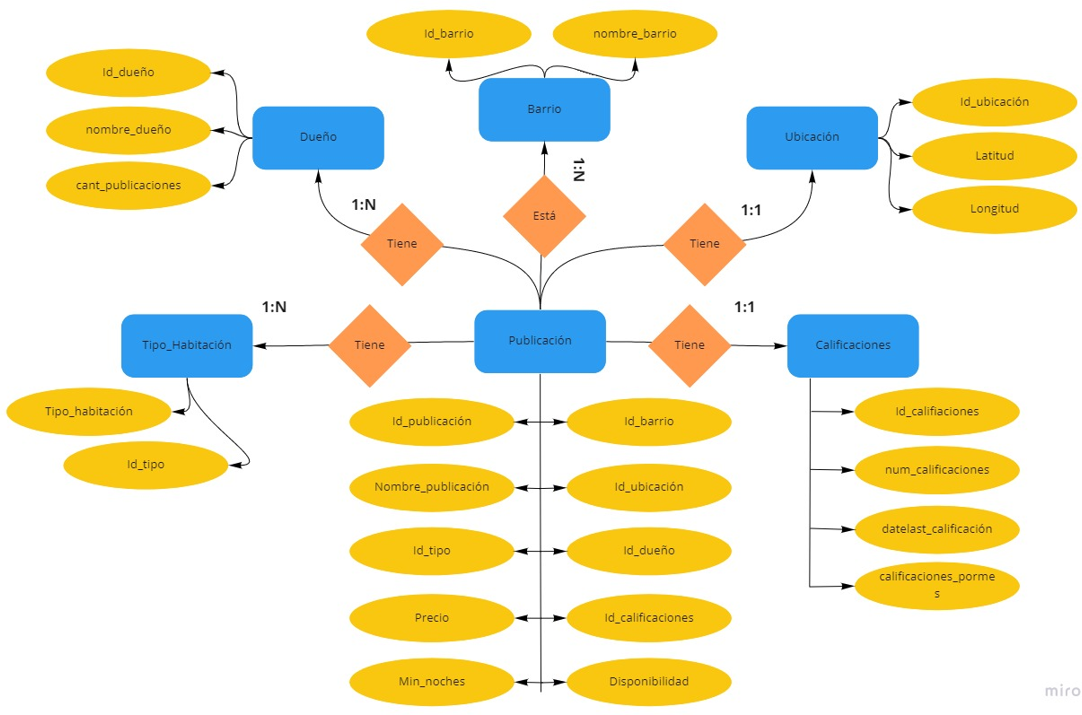 Id_barrio
nombre_barrio
Id_dueño
nombre_dueño
cant_publicaciones
Dueño
Barrio
Ubicación
Id_ubicación
Latitud
Longitud
1:N
1:N
1:1
Tiene
Está
Tiene
1:N
1:1
Tipo_Habitación
Tiene
Publicación
Tiene
Calificaciones
Tipo_habitación
Id_tipo
Id_publicación
Id_barrio
Nombre_publicación
Id_ubicación
Id_tipo
Id_dueño
Precio
Id_calificaciones
Min_noches
Disponibilidad
Id_califiaciones
num_calificaciones
datelast_calificación
calificaciones_porme
s
miro